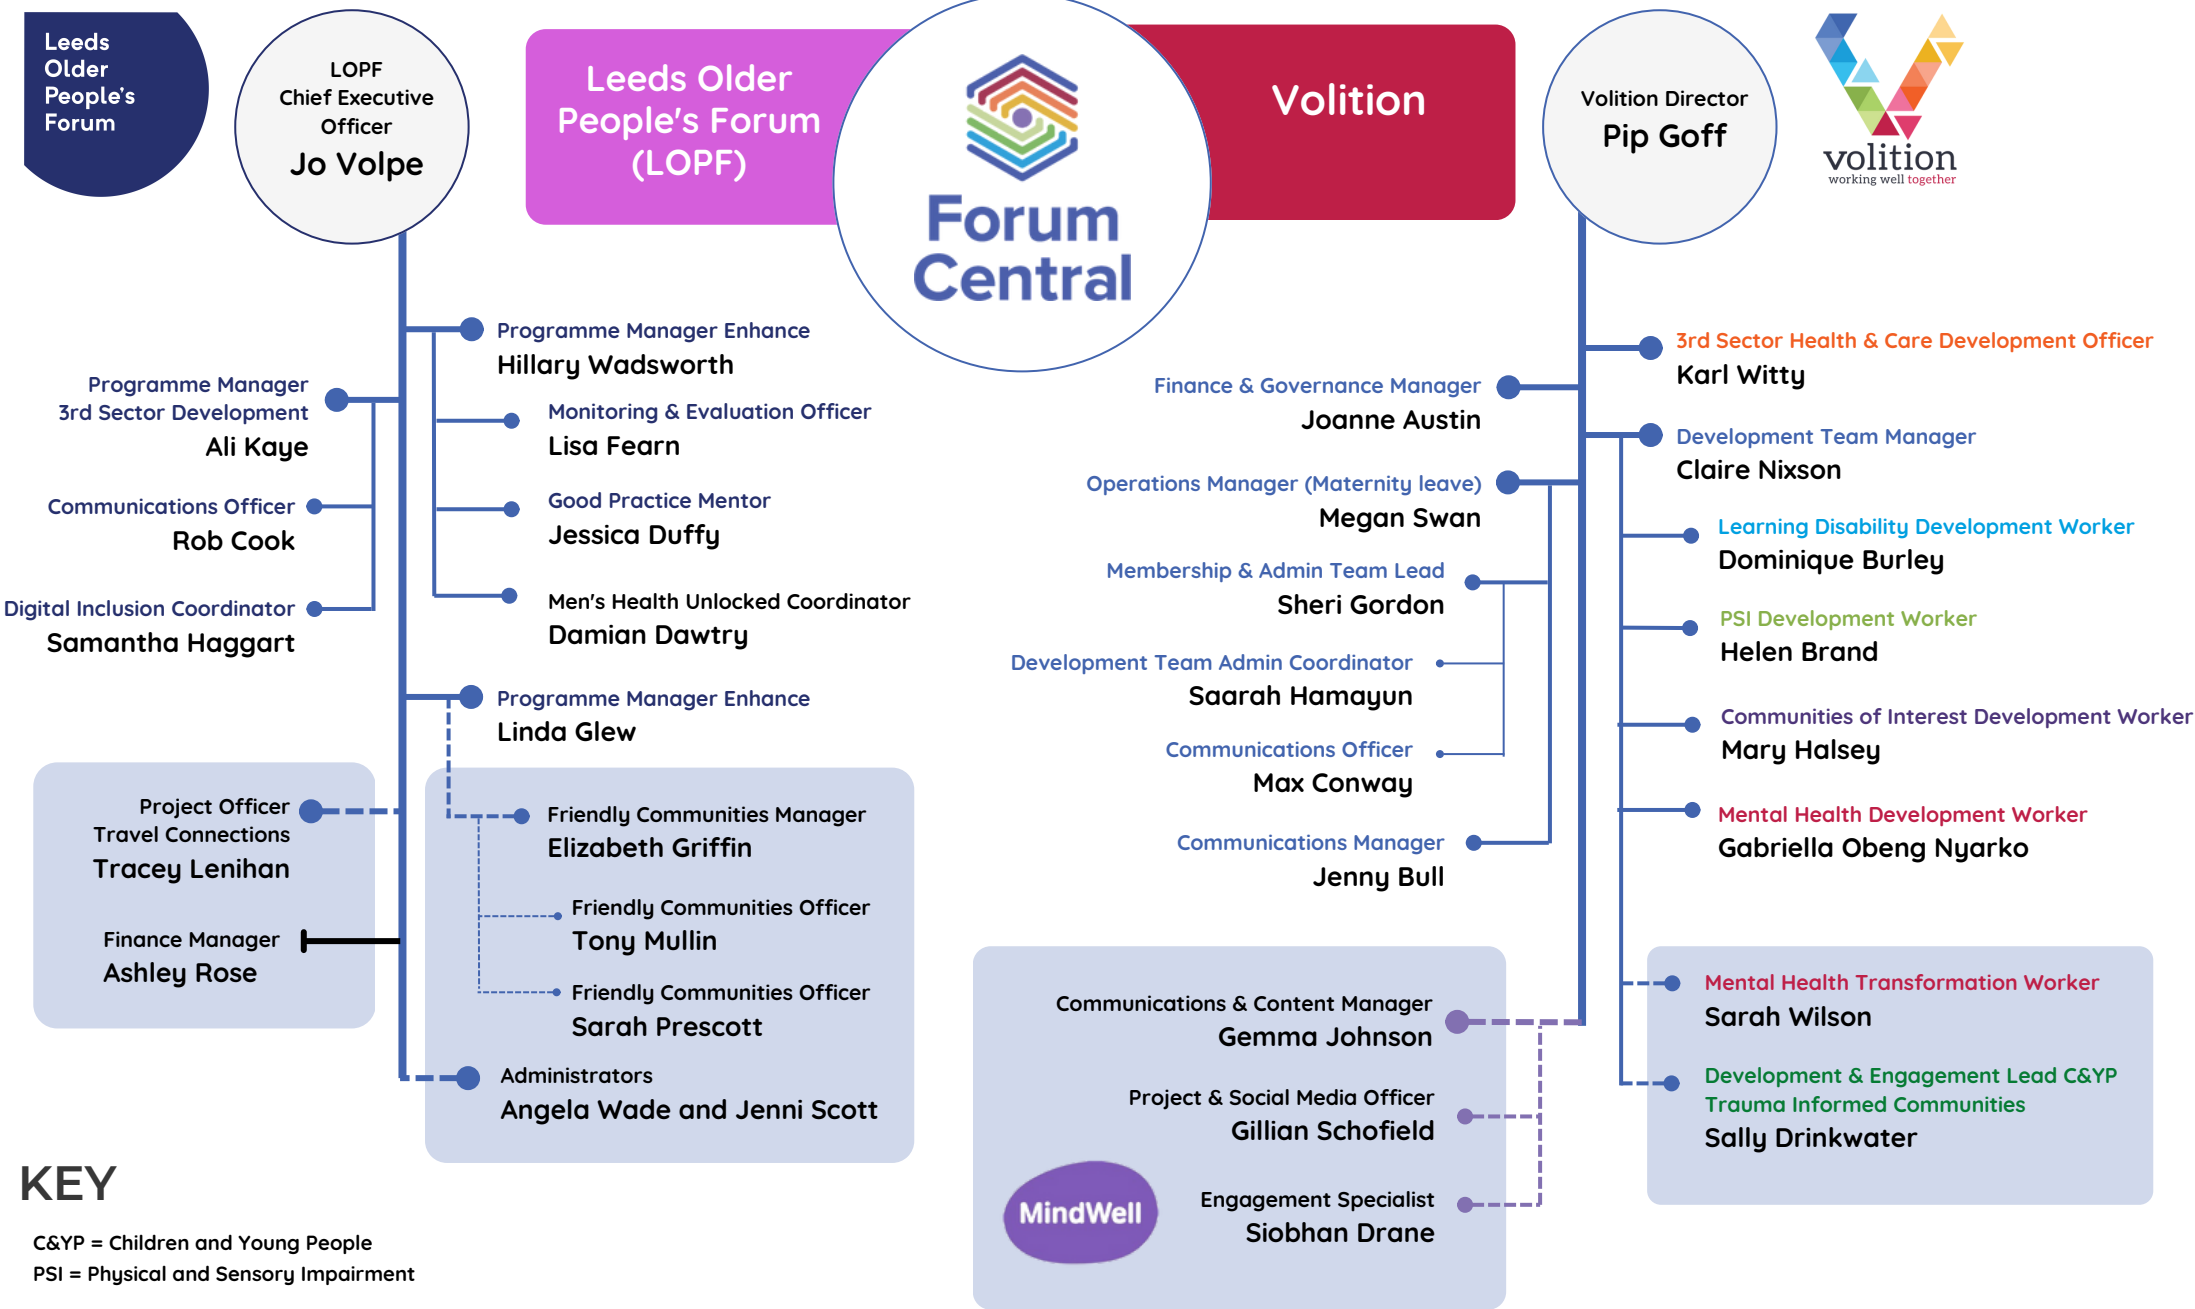 Leeds
Older
People's
Forum
LOPF
Chief Executive
Officer
Jo Volpe
Leeds Older
People's Forum
(LOPF)
Forum
Central
Volition
Volition Director
Pip Goff
volition
working well together
Programme Manager
3rd Sector Development
Ali Kaye
Communications Officer
Rob Cook
Digital Inclusion Coordinator
Samantha Haggart
Programme Manager Enhance
Hillary Wadsworth
Monitoring & Evaluation Officer
Lisa Fearn
Good Practice Mentor
Jessica Duffy
Men's Health Unlocked Coordinator
Damian Dawtry
Programme Manager Enhance
Linda Glew
Project Officer
Travel Connections
Tracey Lenihan
Finance Manager
Ashley Rose
Friendly Communities Manager
Elizabeth Griffin
Friendly Communities Officer
Tony Mullin
Friendly Communities Officer
Sarah Prescott
Administrators
Angela Wade and Jenni Scott
Finance & Governance Manager
Joanne Austin
Operations Manager (Maternity leave)
Megan Swan
Membership & Admin Team Lead
Sheri Gordon
Development Team Admin Coordinator
Saarah Hamayun
Communications Officer
Max Conway
Communications Manager
Jenny Bull
Communications & Content Manager
Gemma Johnson
Project & Social Media Officer
Gillian Schofield
MindWell
Engagement Specialist
Siobhan Drane
3rd Sector Health & Care Development Officer
Karl Witty
Development Team Manager
Claire Nixson
Learning Disability Development Worker
Dominique Burley
PSI Development Worker
Helen Brand
Communities of Interest Development Worker
Mary Halsey
Mental Health Development Worker
Gabriella Obeng Nyarko
Mental Health Transformation Worker
Sarah Wilson
Development & Engagement Lead C&YP
Trauma Informed Communities
Sally Drinkwater
KEY
C&YP = Children and Young People
PSI = Physical and Sensory Impairment